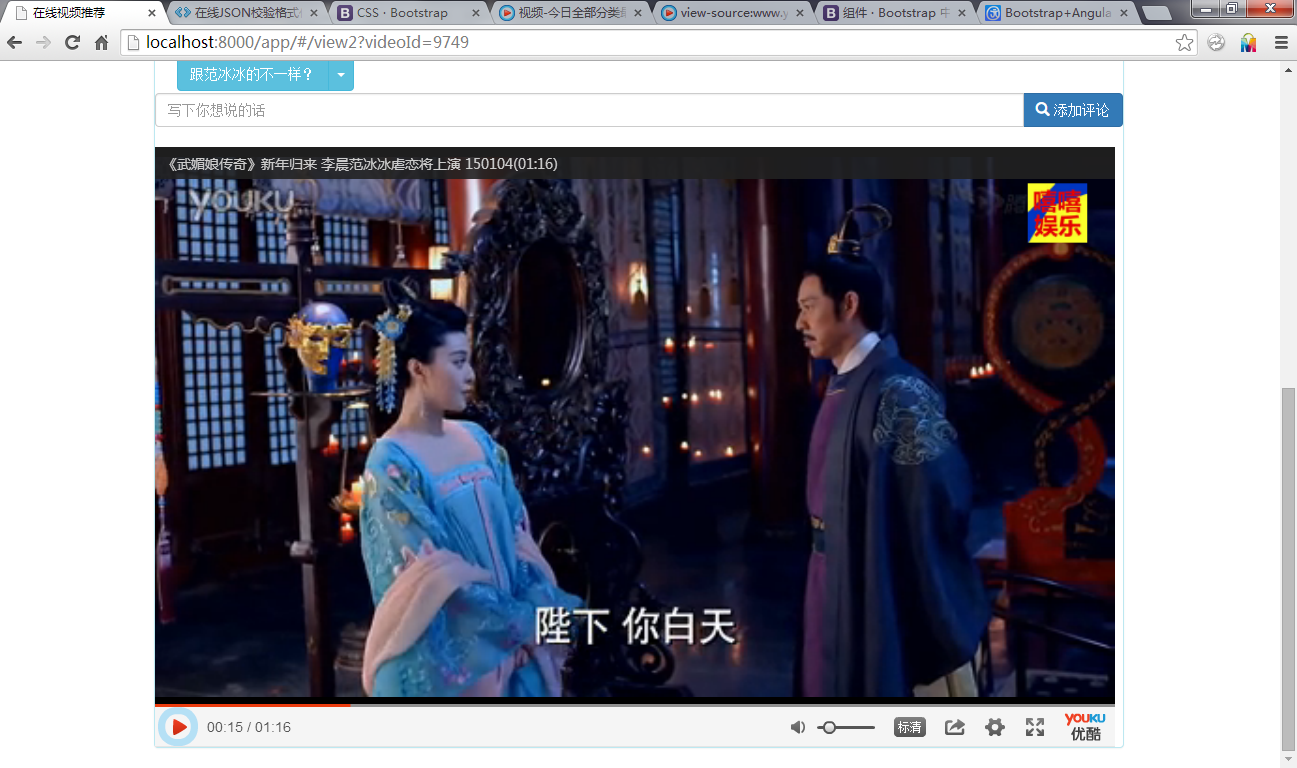 在线视频推荐
在线JSON校验格式
CSS · Bootstrap
视频-今日全部分类
view-source:www.y
组件 · Bootstrap 中
Bootstrap+Angula
localhost:8000/app/#/view2?videoId=9749
跟范冰冰的不一样？
写下你想说的话
添加评论
《武媚娘传奇》新年归来 李晨范冰冰虐恋将上演 150104(01:16)
youku
嘻嘻
娱乐
陛下 你白天
00:15 / 01:16
标清
YOUKU
优酷